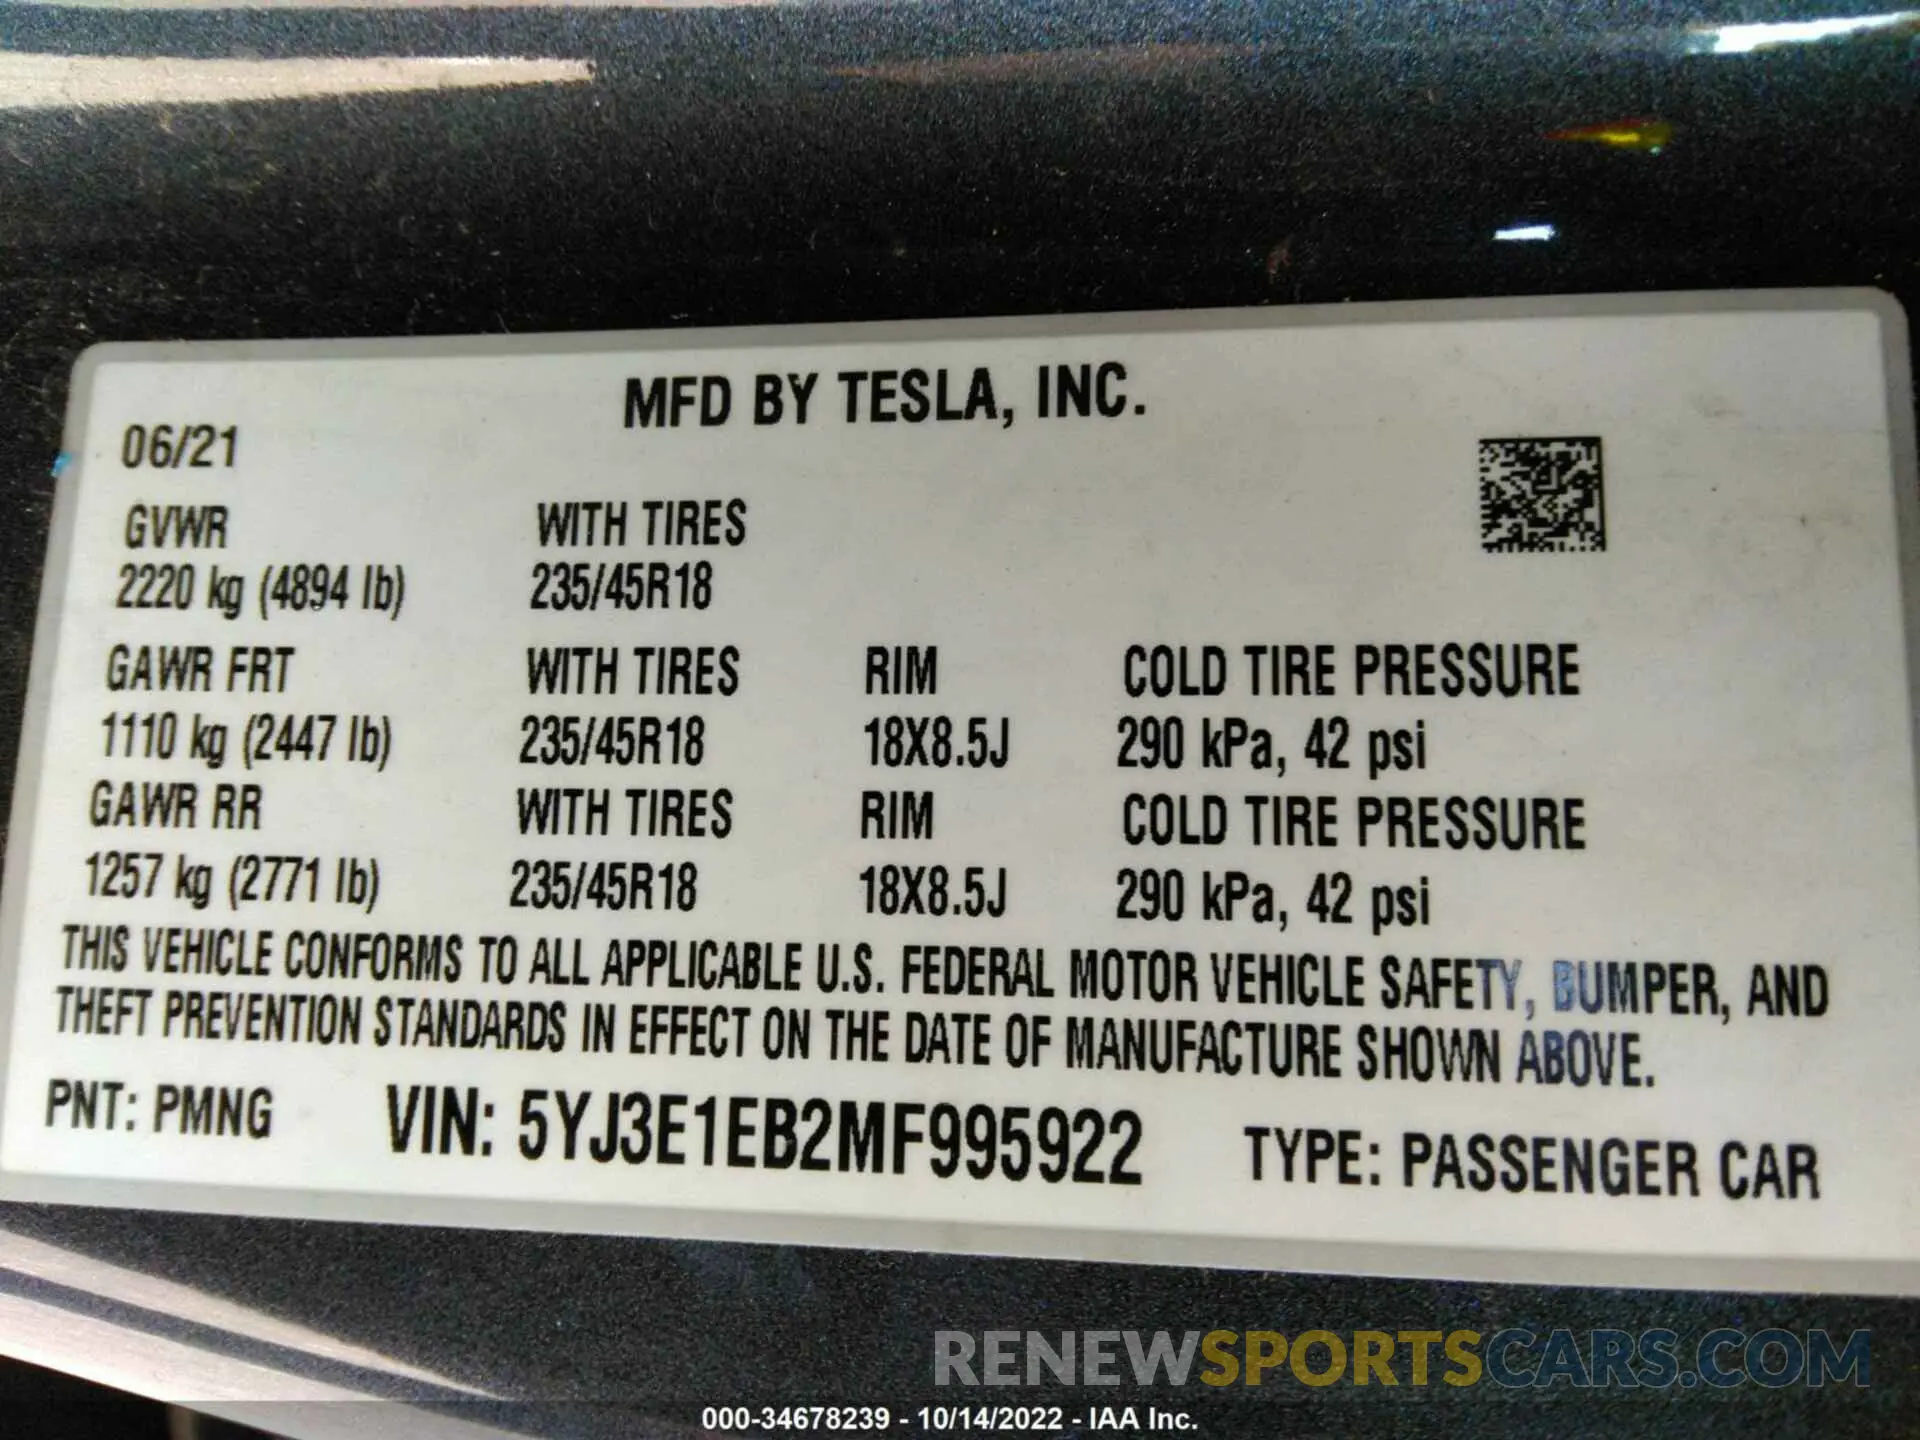 MFD BY TESLA, INC.
06/21
GVWR WITH TIRES
2220 kg (4894 lb) 235/45R18
GAWR FRT WITH TIRES RIM COLD TIRE PRESSURE
1110 kg (2447 lb) 235/45R18 18X8.5J 290 kPa, 42 psi
GAWR RR WITH TIRES RIM COLD TIRE PRESSURE
1257 kg (2771 lb) 235/45R18 18X8.5J 290 kPa, 42 psi
THIS VEHICLE CONFORMS TO ALL APPLICABLE U.S. FEDERAL MOTOR VEHICLE SAFETY, BUMPER, AND
THEFT PREVENTION STANDARDS IN EFFECT ON THE DATE OF MANUFACTURE SHOWN ABOVE.
PNT: PMNG VIN: 5YJ3E1EB2MF995922 TYPE: PASSENGER CAR
RENEWSPORTSCARS.COM
000-34678239 - 10/14/2022 - IAA Inc.